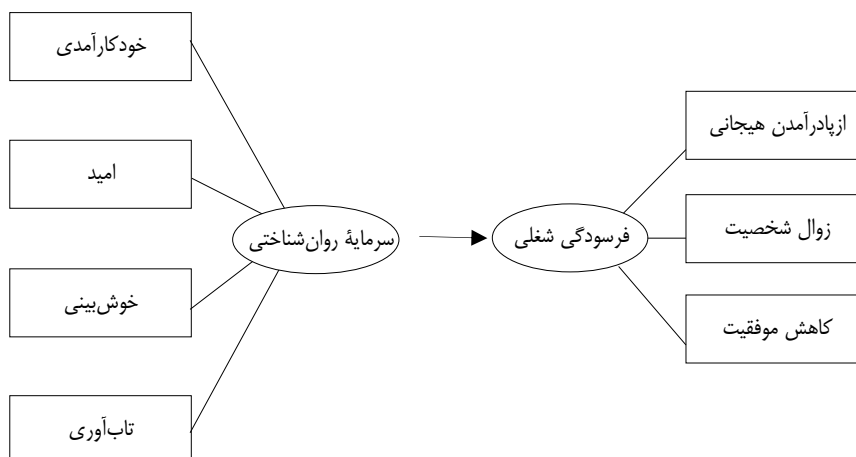 خودکارآمدی
امید
خوش‌بینی
تاب‌آوری
سرمایهٔ روان‌شناختی
فرسودگی شغلی
ازپادرآمدن هیجانی
زوال شخصیت
کاهش موفقیت